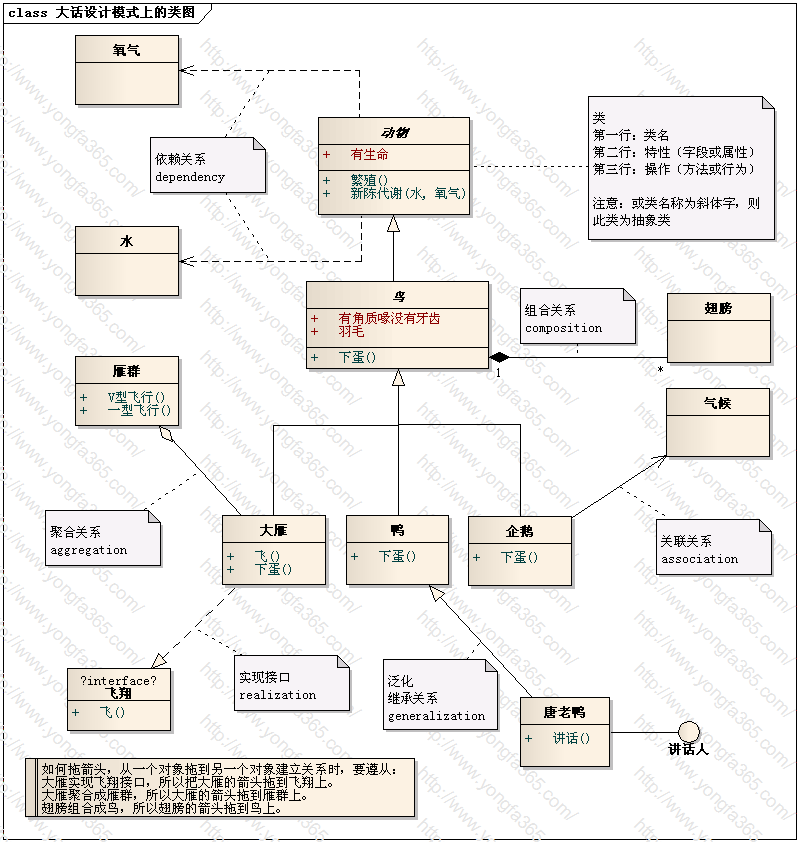 class 大话设计模式上的类图
氧气
动物
+ 有生命
+ 繁殖()
+ 新陈代谢(水, 氧气)
类
第一行：类名
第二行：特性（字段或属性）
第三行：操作（方法或行为）
注意：或类名称为斜体字，则
此类为抽象类
依赖关系
dependency
水
鸟
+ 有角质喙没有牙齿
+ 羽毛
+ 下蛋()
组合关系
composition
翅膀
1
*
雁群
+ V型飞行()
+ 一型飞行()
气候
聚合关系
aggregation
大雁
+ 飞()
+ 下蛋()
鸭
+ 下蛋()
企鹅
+ 下蛋()
关联关系
association
?interface?
飞翔
+ 飞()
实现接口
realization
泛化
继承关系
generalization
唐老鸭
+ 讲话()
讲话人
如何拖箭头，从一个对象拖到另一个对象建立关系时，要遵从：
大雁实现飞翔接口，所以把大雁的箭头拖到飞翔上。
大雁聚合成雁群，所以大雁的箭头拖到雁群上。
翅膀组合成鸟，所以翅膀的箭头拖到鸟上。
http://www.yongfa365.com/